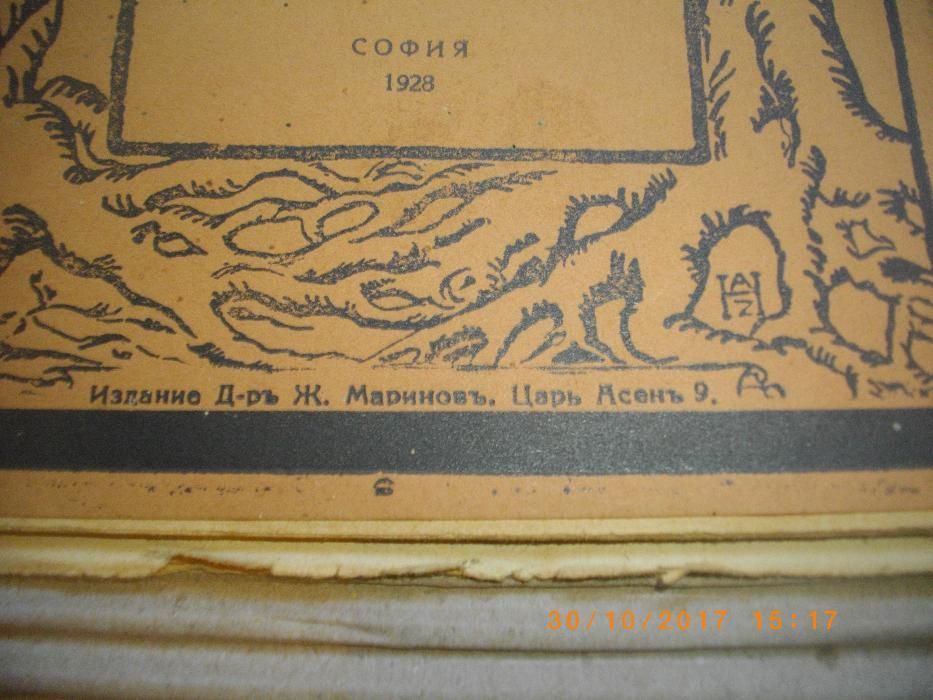 СОФИЯ
1928
Издание Д-ръ Ж. Мариновъ. Царь Асенъ 9.
30/10/2017 15:17